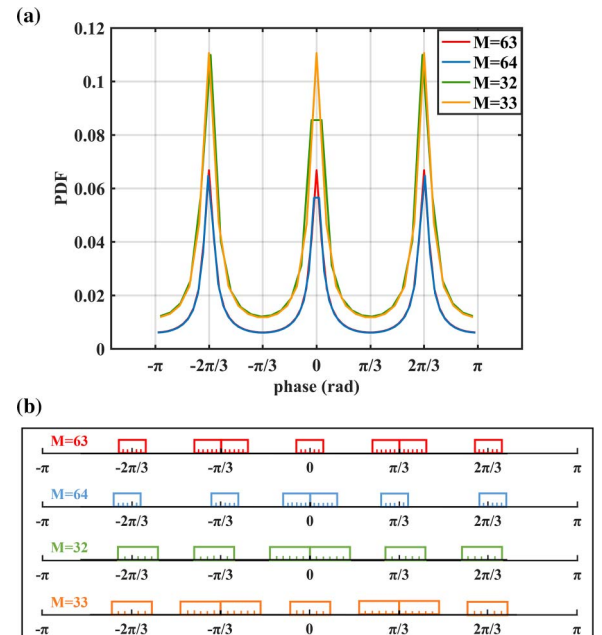 (a)
0.12
0.1
0.08
0.06
0.04
0.02
0
PDF
M=63
M=64
M=32
M=33
-π -2π/3 -π/3 0 π/3 2π/3 π
phase (rad)
(b)
M=63
-π -2π/3 -π/3 0 π/3 2π/3 π
M=64
-π -2π/3 -π/3 0 π/3 2π/3 π
M=32
-π -2π/3 -π/3 0 π/3 2π/3 π
M=33
-π -2π/3 -π/3 0 π/3 2π/3 π